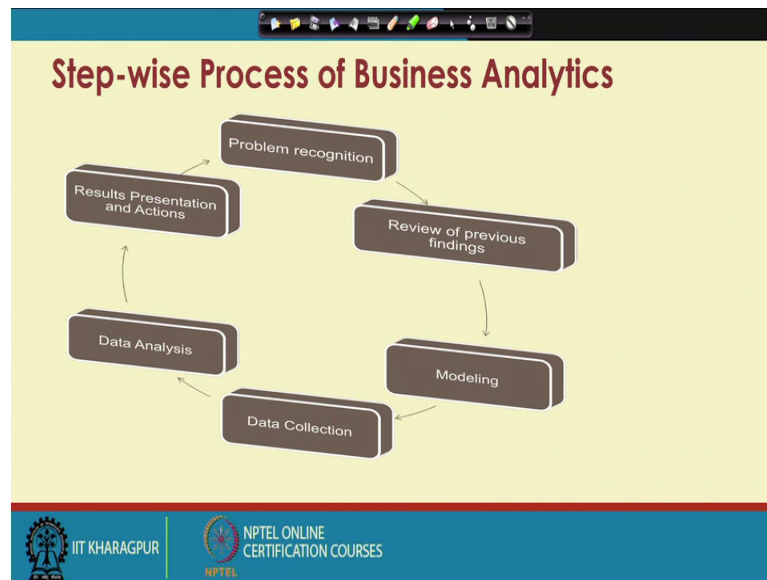 Step-wise Process of Business Analytics
Problem recognition
Review of previous
findings
Modeling
Data Collection
Data Analysis
Results Presentation
and Actions
IIT KHARAGPUR
NPTEL
NPTEL ONLINE
CERTIFICATION COURSES